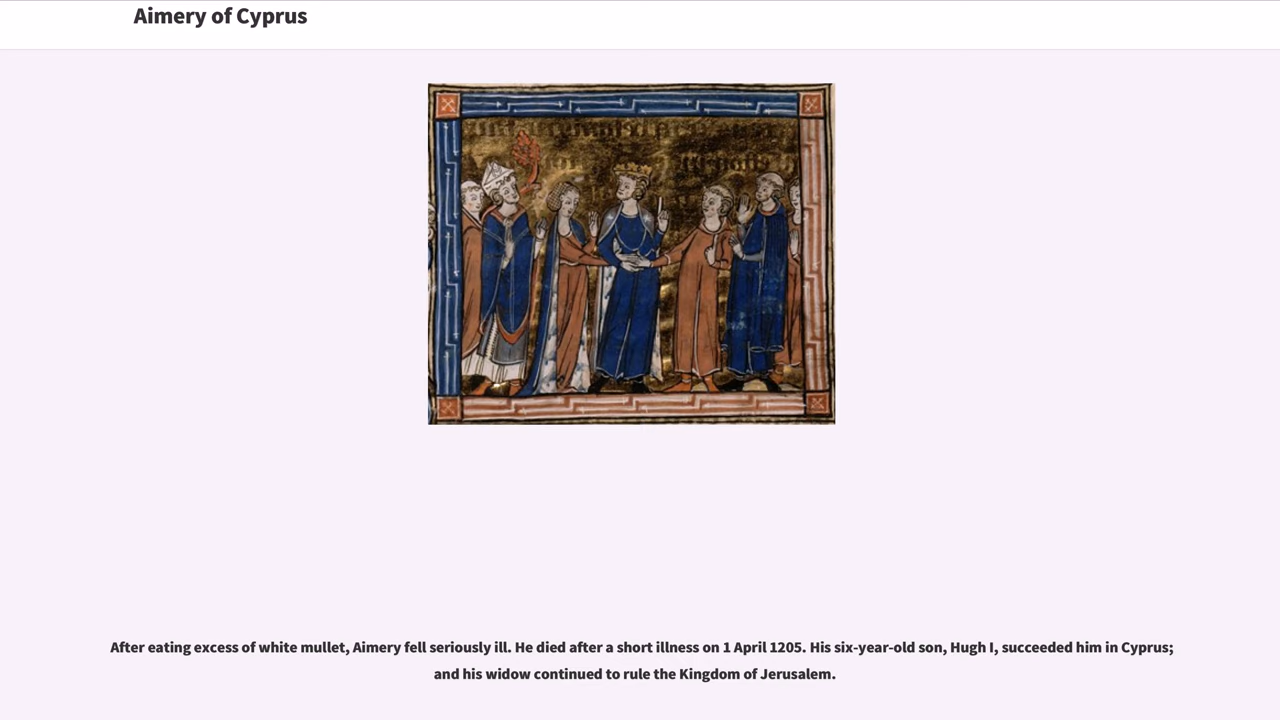 Aimery of Cyprus
After eating excess of white mullet, Aimery fell seriously ill. He died after a short illness on 1 April 1205. His six-year-old son, Hugh I, succeeded him in Cyprus;
and his widow continued to rule the Kingdom of Jerusalem.